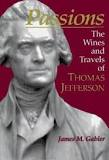 Passions
The
Wines and
Travels of
THOMAS
JEFFERSON
James M. Gabler